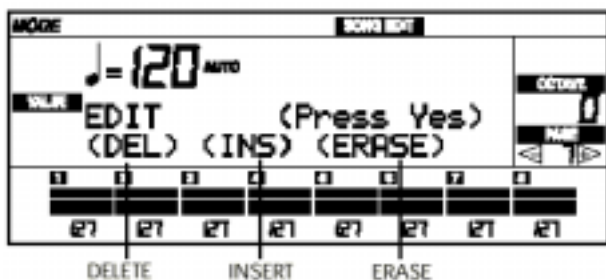 MODE SONG EDIT
♩=120 AUTO
OCTAVE
VALUE 0
EDIT (Press Yes)
PAGE
(DEL) (INS) (ERASE) 1
1 2 3 4 5 6 7 8
127 127 127 127 127 127 127 127
DELETE INSERT ERASE